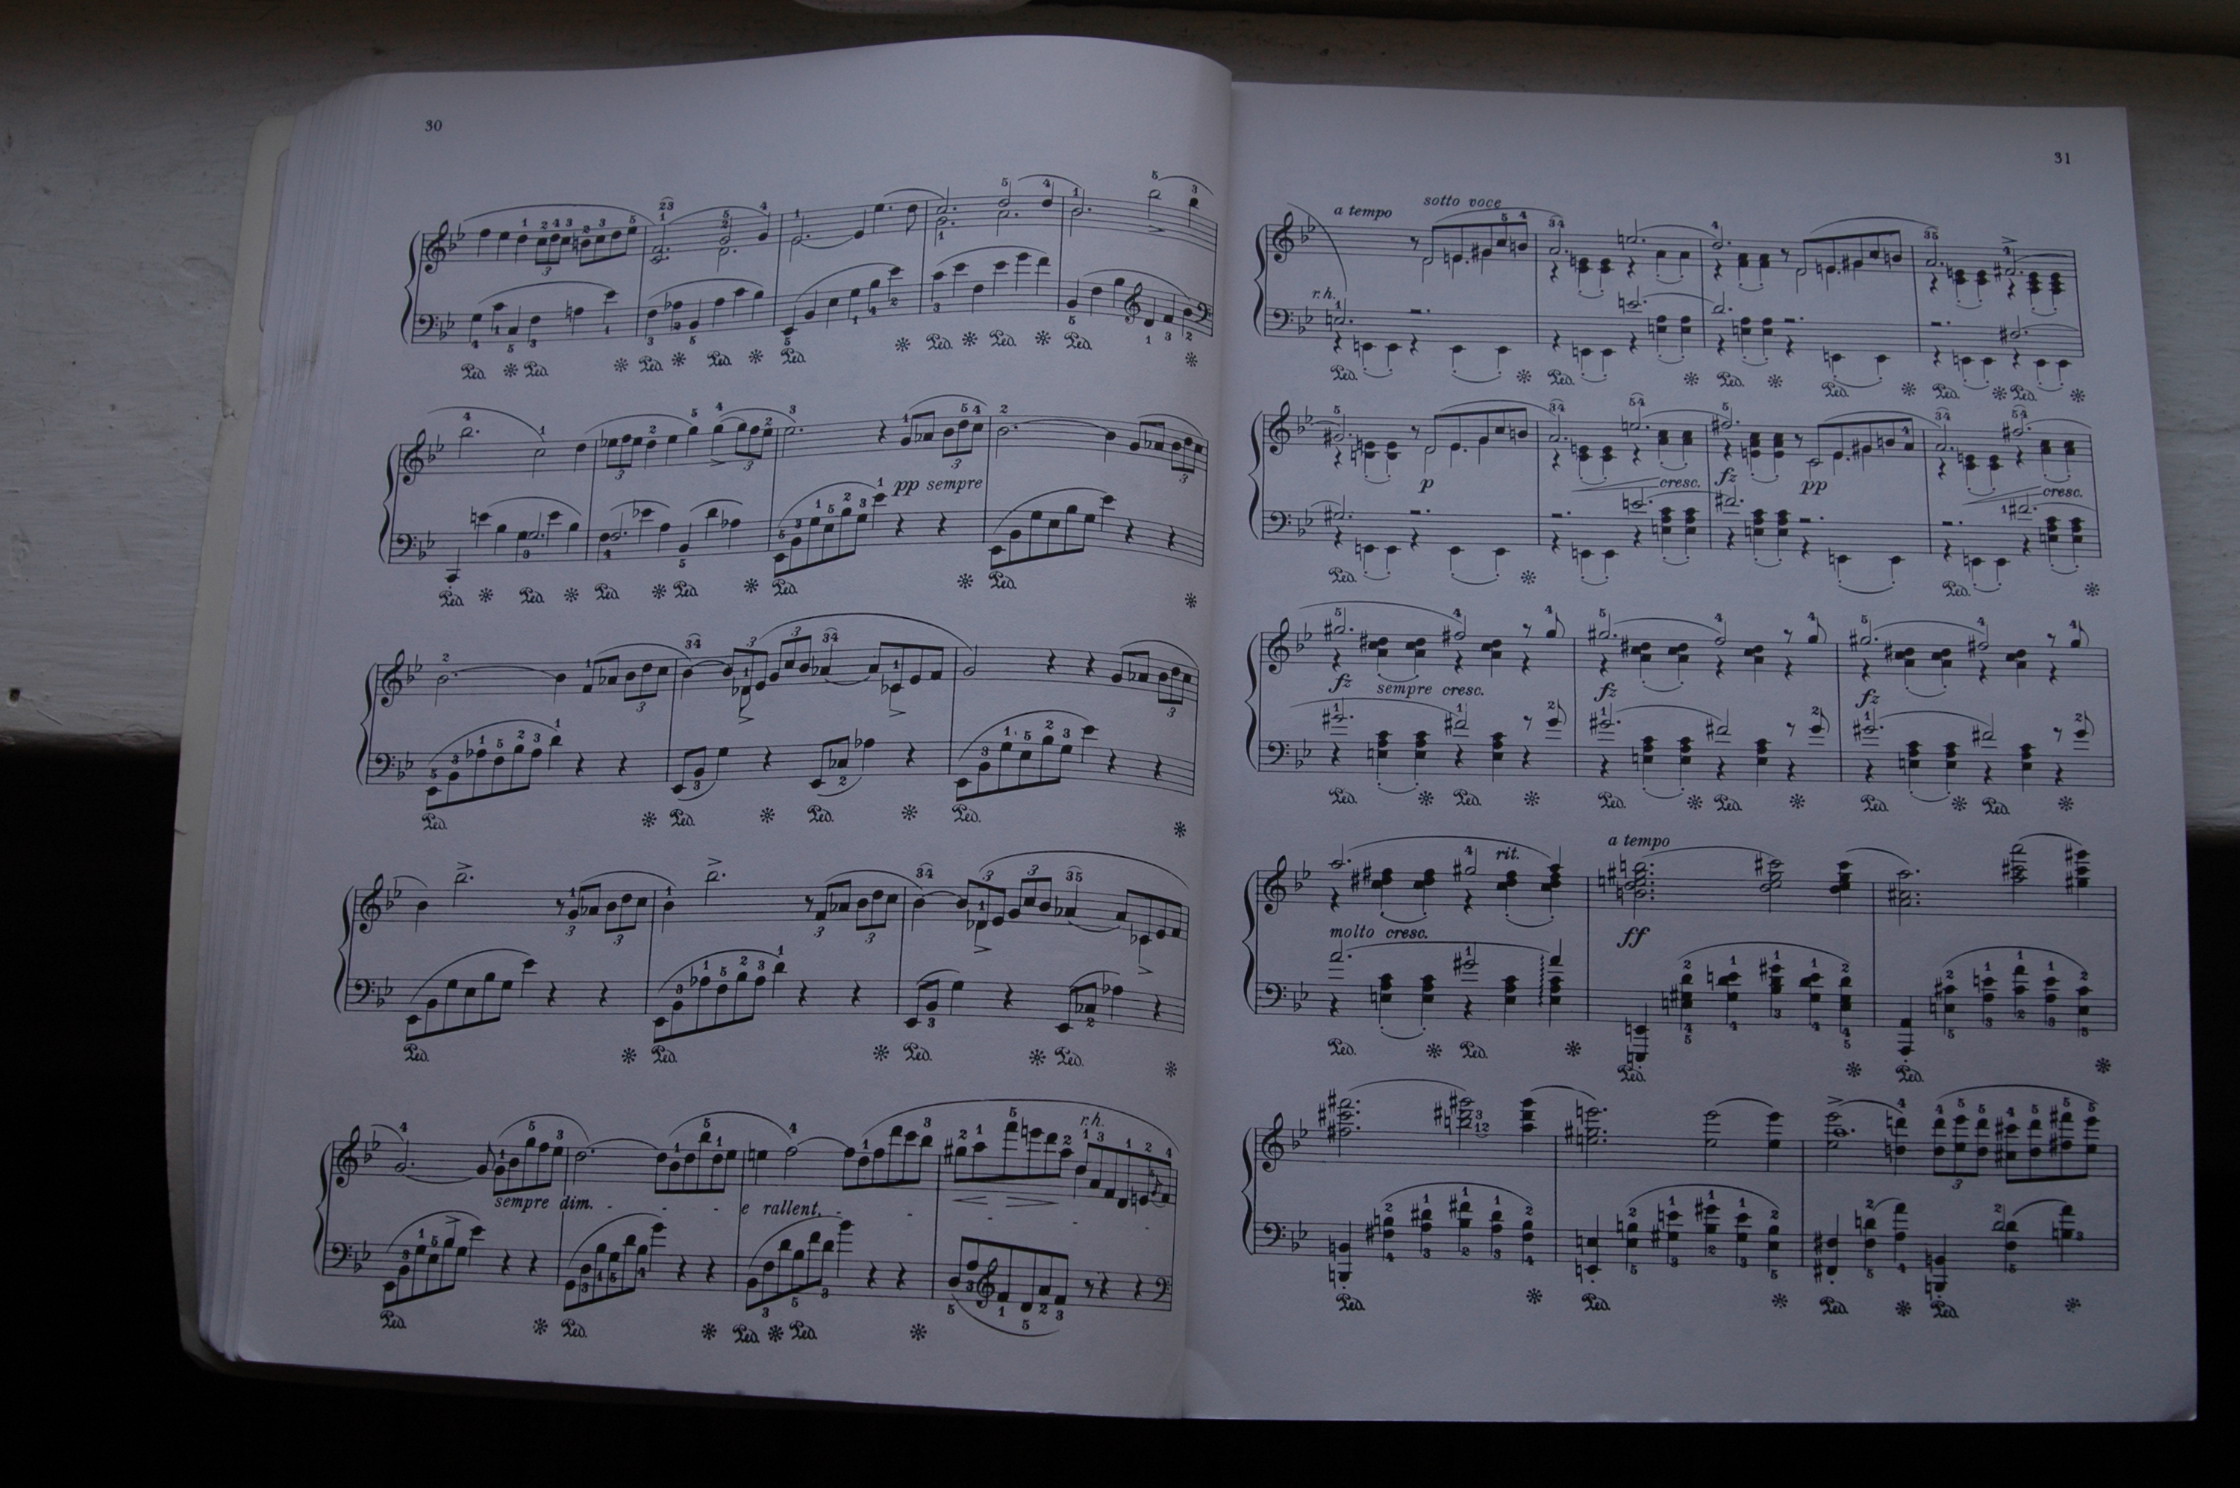 30
pp sempre
sempre dim. - - - e rallent. - - - -
r.h.
31
a tempo
sotto voce
r.h.
p
cresc.
fz
pp
cresc.
fz
sempre cresc.
fz
fz
rit.
molto cresc.
a tempo
ff